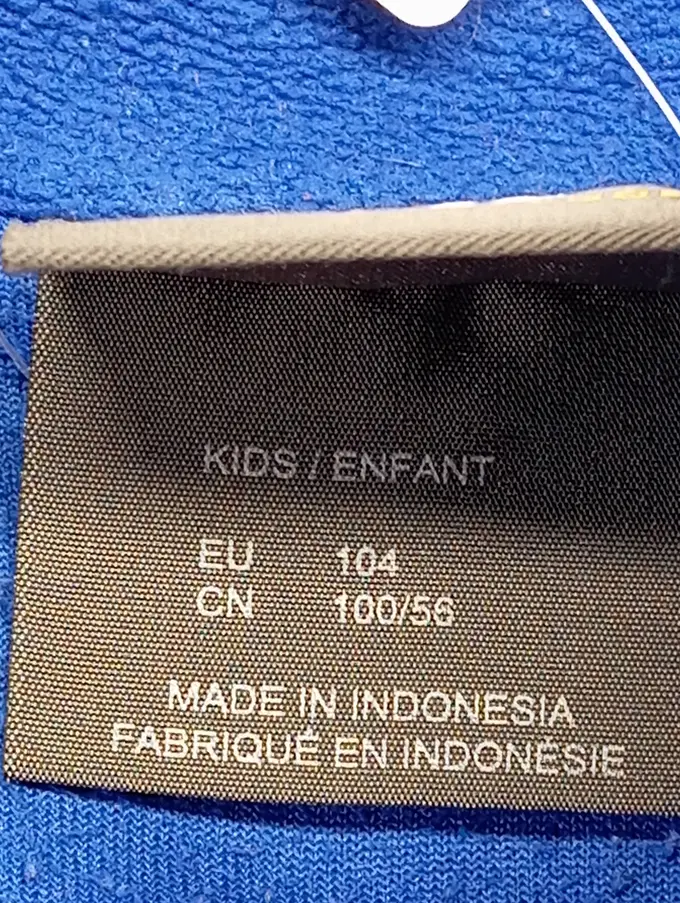 KIDS / ENFANT
EU 104
CN 100/56
MADE IN INDONESIA
FABRIQUÉ EN INDONÉSIE